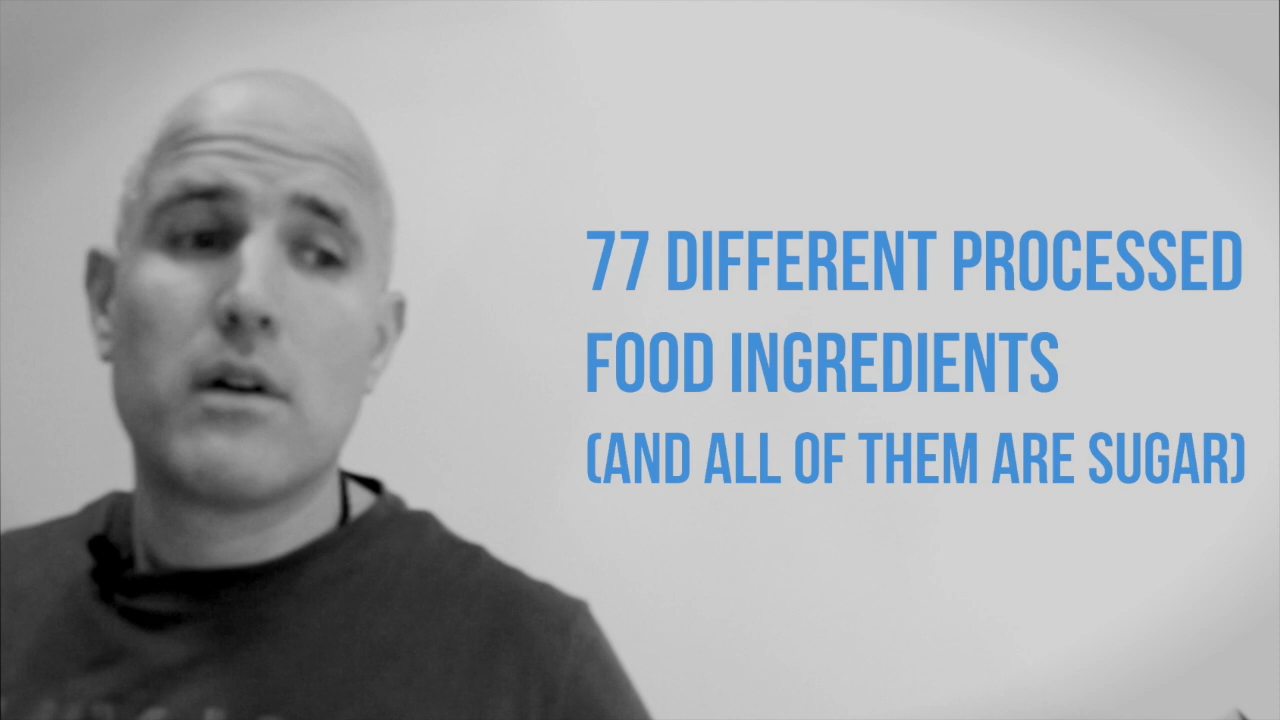 77 DIFFERENT PROCESSED
FOOD INGREDIENTS
(AND ALL OF THEM ARE SUGAR)